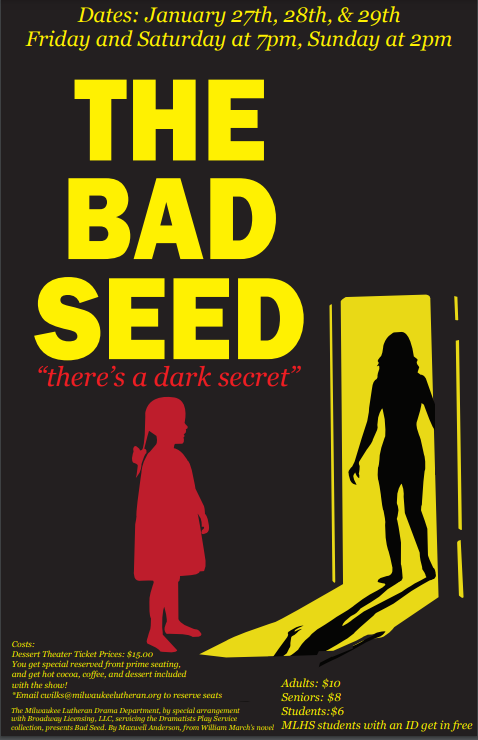 Dates: January 27th, 28th, & 29th
Friday and Saturday at 7pm, Sunday at 2pm
THE
BAD
SEED
“there’s a dark secret”
Costs:
Dessert Theater Ticket Prices: $15.00
You get special reserved front prime seating,
and get hot cocoa, coffee, and dessert included
with the show!
*Email cwilks@milwaukeelutheran.org to reserve seats
The Milwaukee Lutheran Drama Department, by special arrangement
with Broadway Licensing, LLC, servicing the Dramatists Play Service
collection, presents Bad Seed. By Maxwell Anderson, from William March's novel
Adults: $10
Seniors: $8
Students:$6
MLHS students with an ID get in free